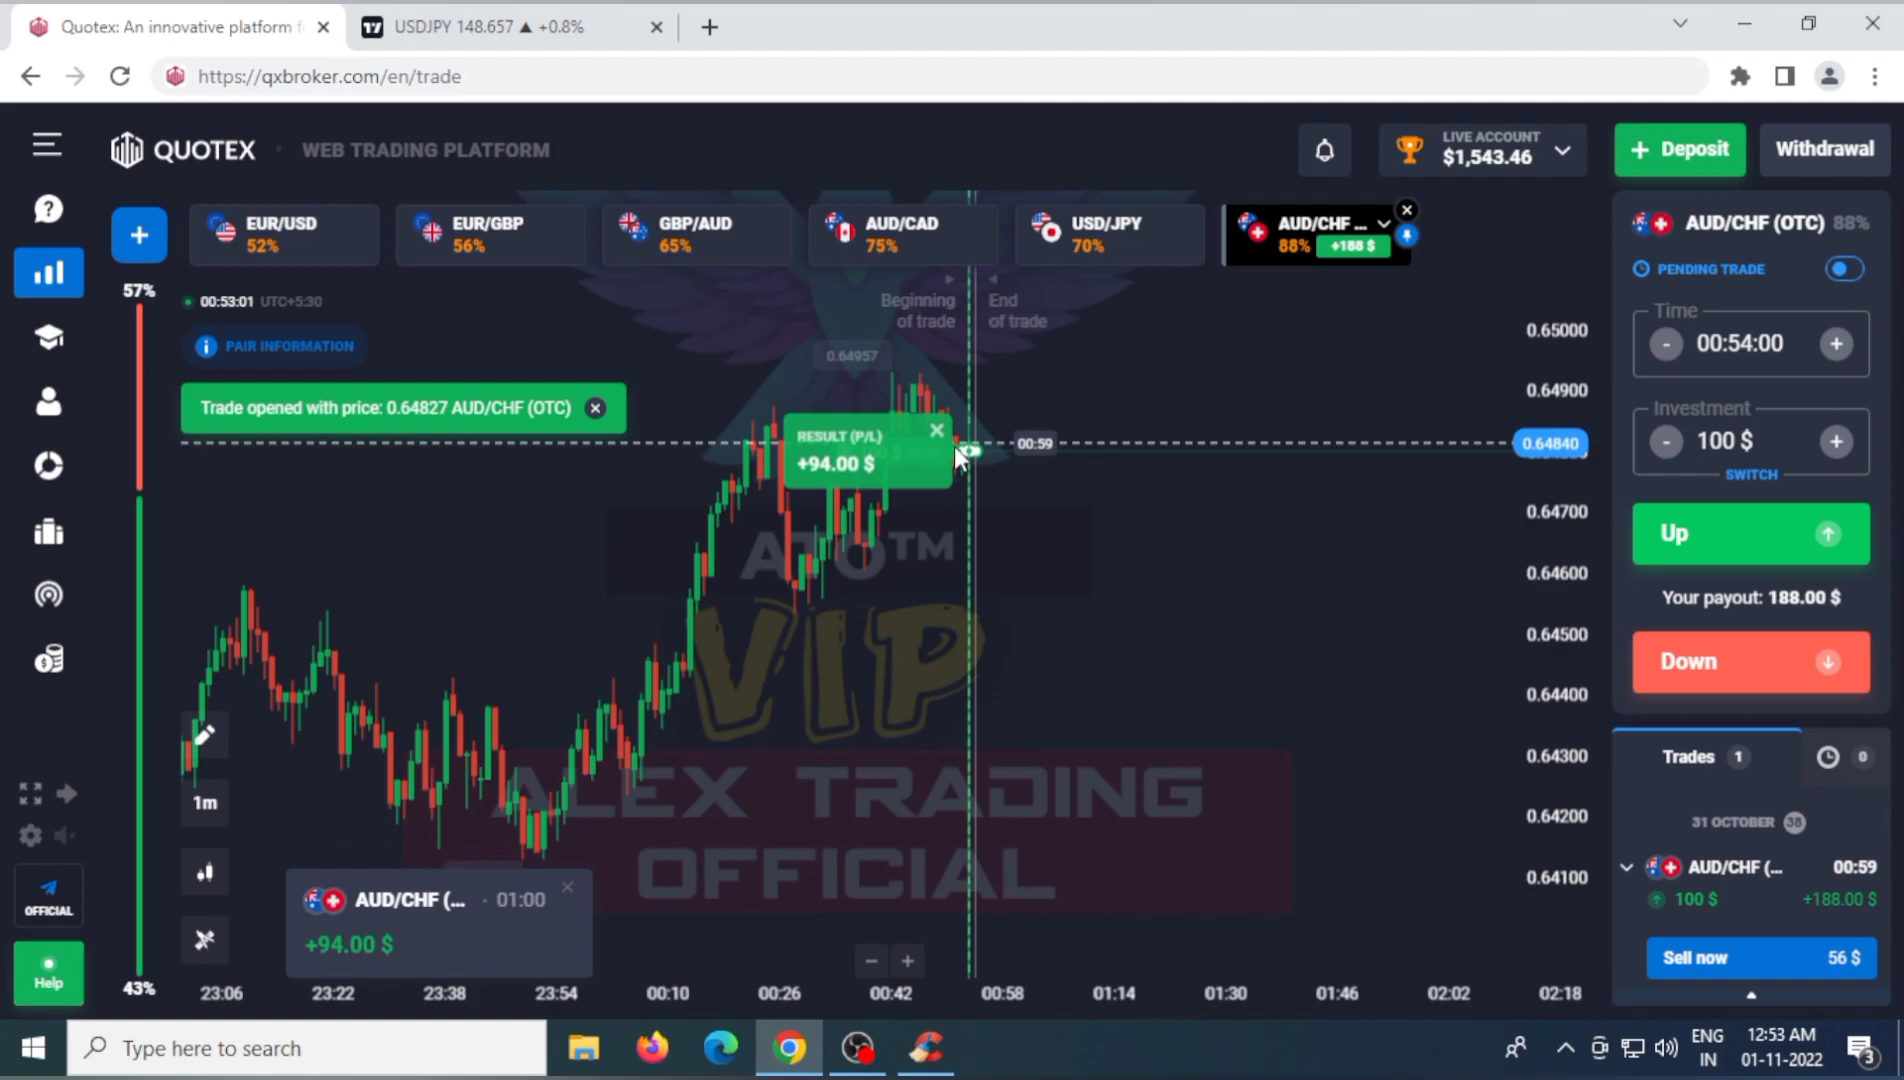 Quotex: An innovative platform f
USDJPY 148.657 ▲ +0.8%
https://qxbroker.com/en/trade
QUOTEX
WEB TRADING PLATFORM
LIVE ACCOUNT
$1,543.46
+ Deposit
Withdrawal
EUR/USD
52%
EUR/GBP
56%
GBP/AUD
65%
AUD/CAD
75%
USD/JPY
70%
AUD/CHF ...
88% +188 $
57%
00:53:01 UTC+5:30
PAIR INFORMATION
Trade opened with price: 0.64827 AUD/CHF (OTC)
Beginning
of trade
End
of trade
0.64957
RESULT (P/L)
+94.00 $
00:59
0.65000
0.64900
0.64840
0.64700
0.64600
0.64500
0.64400
0.64300
0.64200
0.64100
ATO™
VIP
ALEX TRADING
OFFICIAL
1m
AUD/CHF (... · 01:00
+94.00 $
43%
23:06 23:22 23:38 23:54 00:10 00:26 00:42 00:58 01:14 01:30 01:46 02:02 02:18
OFFICIAL
Help
AUD/CHF (OTC) 88%
PENDING TRADE
Time
- 00:54:00 +
Investment
- 100 $ +
SWITCH
Up
Your payout: 188.00 $
Down
Trades 1
0
31 OCTOBER 38
AUD/CHF (... 00:59
100 $ +188.00 $
Sell now 56 $
Type here to search
ENG
IN
12:53 AM
01-11-2022
3